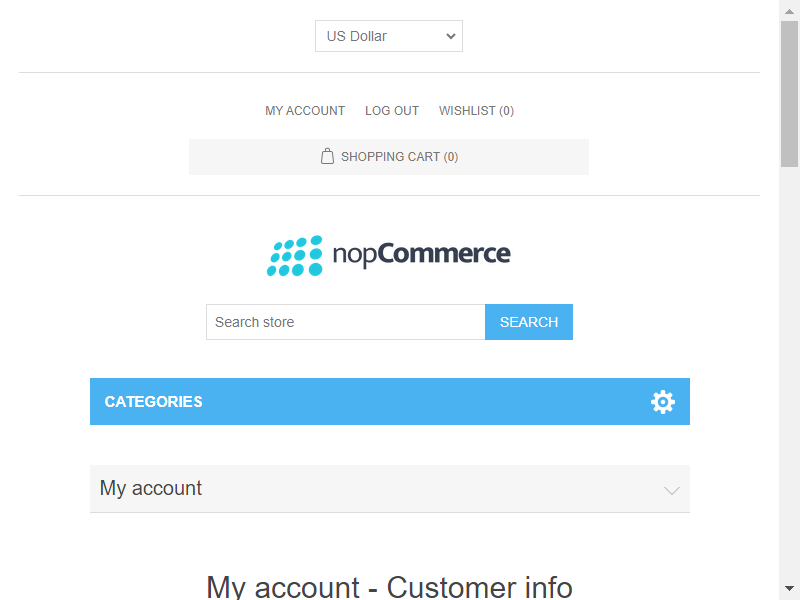 US Dollar
MY ACCOUNT LOG OUT WISHLIST (0)
SHOPPING CART (0)
nopCommerce
Search store SEARCH
CATEGORIES
My account
My account - Customer info